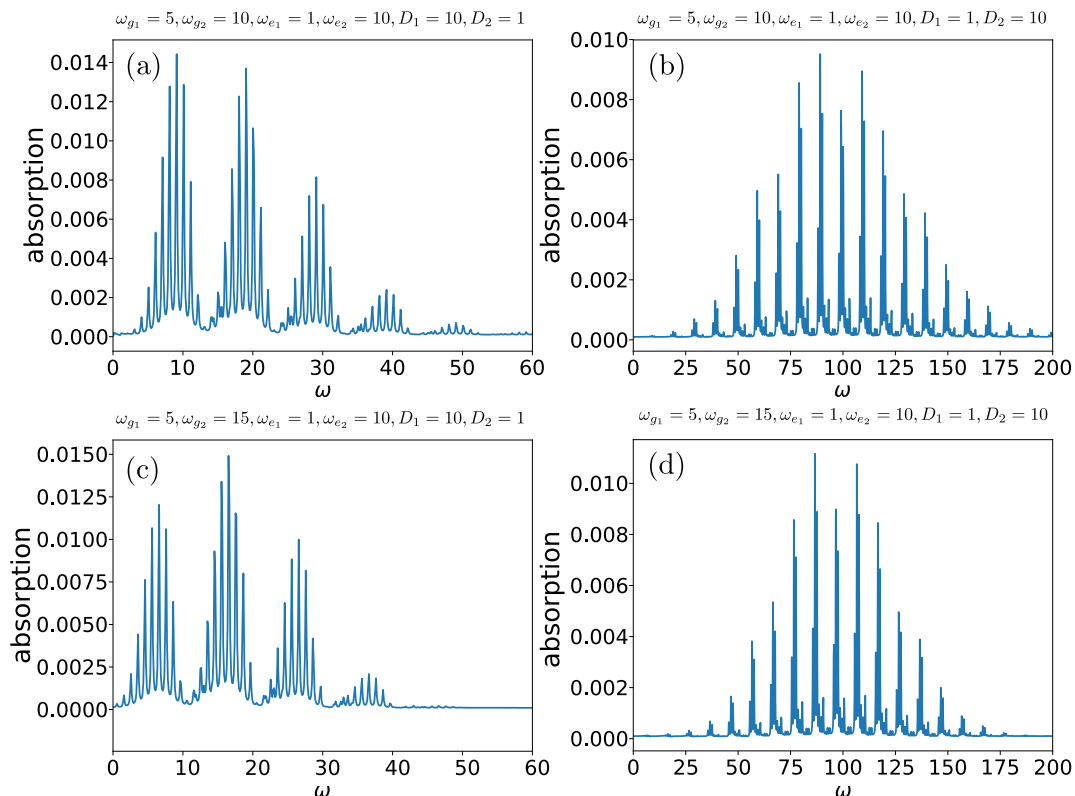 ω_{g_1} = 5, ω_{g_2} = 10, ω_{e_1} = 1, ω_{e_2} = 10, D_1 = 10, D_2 = 1
(a)
absorption
0.014
0.012
0.010
0.008
0.006
0.004
0.002
0.000
0 10 20 30 40 50 60
ω
ω_{g_1} = 5, ω_{g_2} = 10, ω_{e_1} = 1, ω_{e_2} = 10, D_1 = 1, D_2 = 10
(b)
absorption
0.010
0.008
0.006
0.004
0.002
0.000
0 25 50 75 100 125 150 175 200
ω
ω_{g_1} = 5, ω_{g_2} = 15, ω_{e_1} = 1, ω_{e_2} = 10, D_1 = 10, D_2 = 1
(c)
absorption
0.0150
0.0125
0.0100
0.0075
0.0050
0.0025
0.0000
0 10 20 30 40 50 60
ω
ω_{g_1} = 5, ω_{g_2} = 15, ω_{e_1} = 1, ω_{e_2} = 10, D_1 = 1, D_2 = 10
(d)
absorption
0.010
0.008
0.006
0.004
0.002
0.000
0 25 50 75 100 125 150 175 200
ω